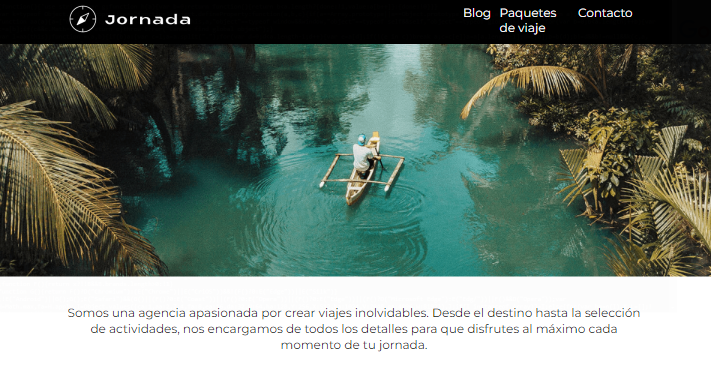 Jornada
Blog
Paquetes
de viaje
Contacto
Somos una agencia apasionada por crear viajes inolvidables. Desde el destino hasta la selección
de actividades, nos encargamos de todos los detalles para que disfrutes al máximo cada
momento de tu jornada.